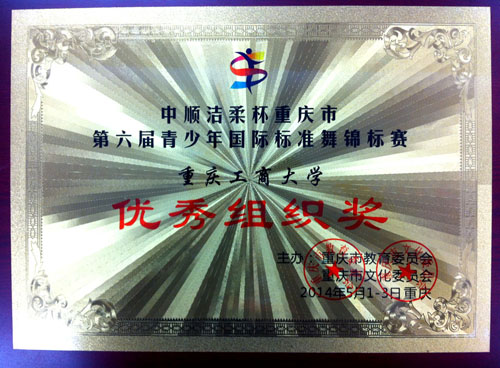 中顺洁柔杯重庆市
第六届青少年国际标准舞锦标赛
重庆工商大学
优秀组织奖
主办：重庆市教育委员会
重庆市文化委员会
2014年5月1-3日重庆